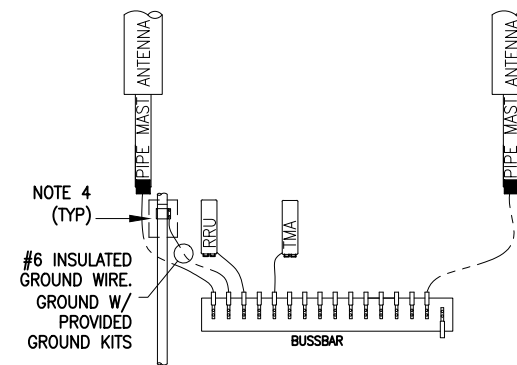 PIPE MAST ANTENNA
PIPE MAST ANTENNA
NOTE 4
(TYP)
RRU
TMA
#6 INSULATED
GROUND WIRE.
GROUND W/
PROVIDED
GROUND KITS
BUSSBAR